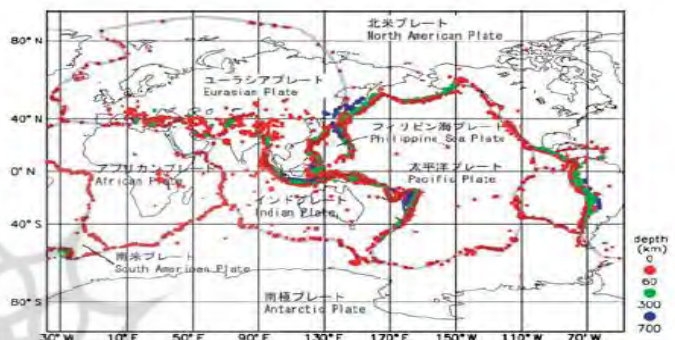 北米プレート
North American Plate
80° N
ユーラシアプレート
Eurasian Plate
40° N
フィリピン海プレート
Philippine Sea Plate
アフリカンプレート
African Plate
太平洋プレート
Pacific Plate
0° N
インドプレート
Indian Plate
40° S
南米プレート
South American Plate
南極プレート
Antarctic Plate
80° S
30° W 10° E 50° E 90° E 130° E 170° E 150° W 110° W 70° W
depth
(km)
0
60
300
700